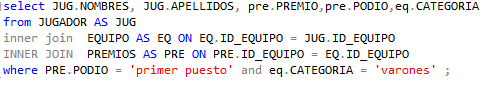 select JUG.NOMBRES, JUG.APELLIDOS, pre.PREMIO,pre.PODIO,eq.CATEGORIA
from JUGADOR AS JUG
inner join  EQUIPO AS EQ ON EQ.ID_EQUIPO = JUG.ID_EQUIPO
INNER JOIN  PREMIOS AS PRE ON PRE.ID_EQUIPO = EQ.ID_EQUIPO
where PRE.PODIO = 'primer puesto' and eq.CATEGORIA = 'varones' ;